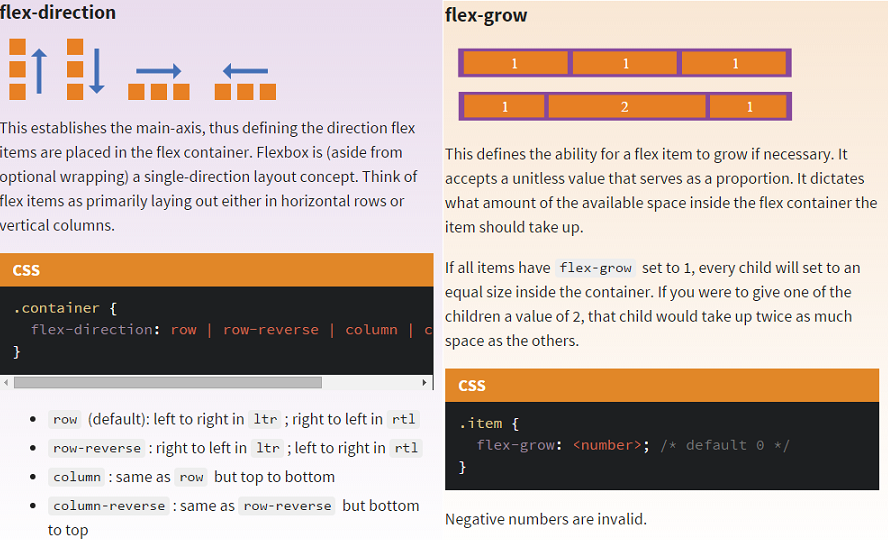 flex-direction
This establishes the main-axis, thus defining the direction flex
items are placed in the flex container. Flexbox is (aside from
optional wrapping) a single-direction layout concept. Think of
flex items as primarily laying out either in horizontal rows or
vertical columns.
CSS
.container {
flex-direction: row | row-reverse | column | c
}
row (default): left to right in ltr ; right to left in rtl
row-reverse : right to left in ltr ; left to right in rtl
column : same as row but top to bottom
column-reverse : same as row-reverse but bottom
to top
flex-grow
1 1 1
1 2 1
This defines the ability for a flex item to grow if necessary. It
accepts a unitless value that serves as a proportion. It dictates
what amount of the available space inside the flex container the
item should take up.
If all items have flex-grow set to 1, every child will set to an
equal size inside the container. If you were to give one of the
children a value of 2, that child would take up twice as much
space as the others.
CSS
.item {
flex-grow: <number>; /* default 0 */
}
Negative numbers are invalid.